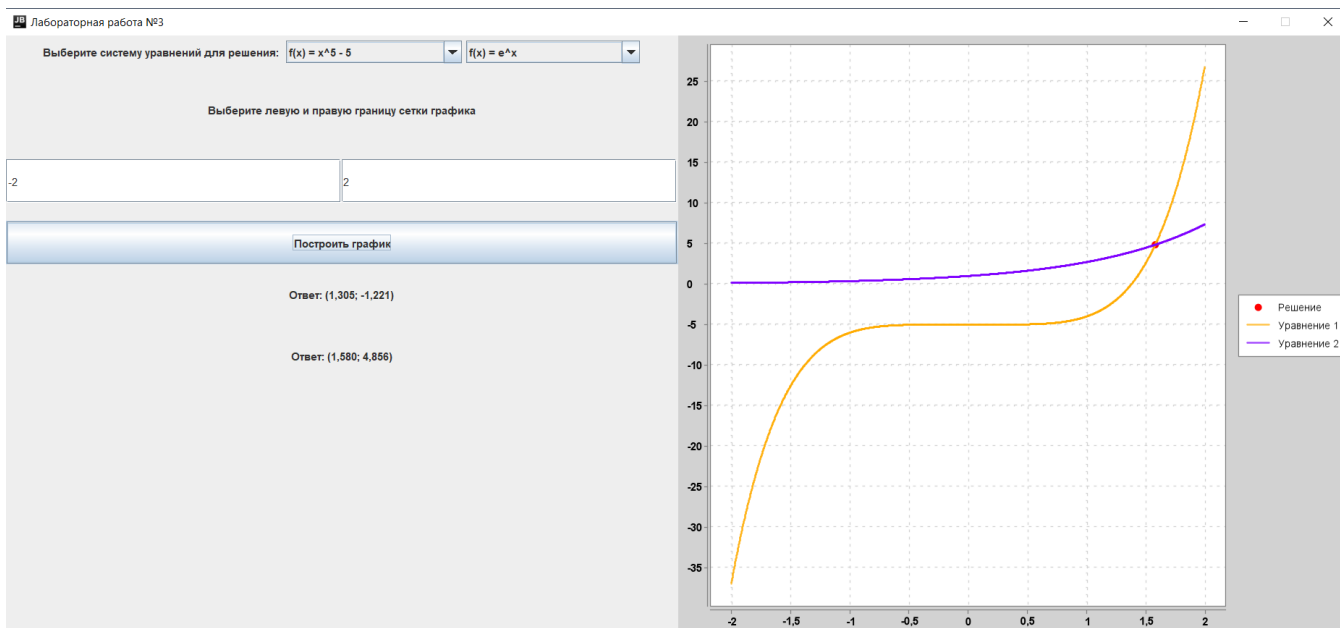 JB Лабораторная работа №3
Выберите систему уравнений для решения: f(x) = x^5 - 5 f(x) = e^x
Выберите левую и правую границу сетки графика
-2 2
Построить график
Ответ: (1,305; -1,221)
Ответ: (1,580; 4,856)
25
20
15
10
5
0
-5
-10
-15
-20
-25
-30
-35
-2 -1,5 -1 -0,5 0 0,5 1 1,5 2
Решение
Уравнение 1
Уравнение 2